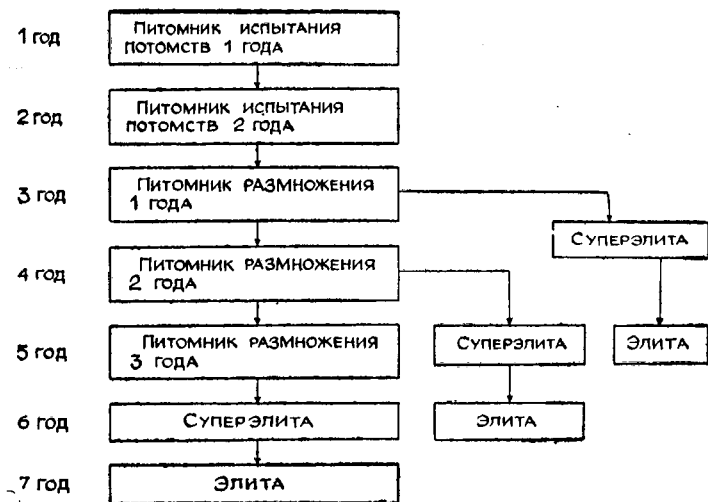 1 год
Питомник испытания
потомств 1 года
2 год
Питомник испытания
потомств 2 года
3 год
Питомник размножения
1 года
Суперэлита
4 год
Питомник размножения
2 года
5 год
Питомник размножения
3 года
Суперэлита
Элита
6 год
Суперэлита
Элита
7 год
Элита